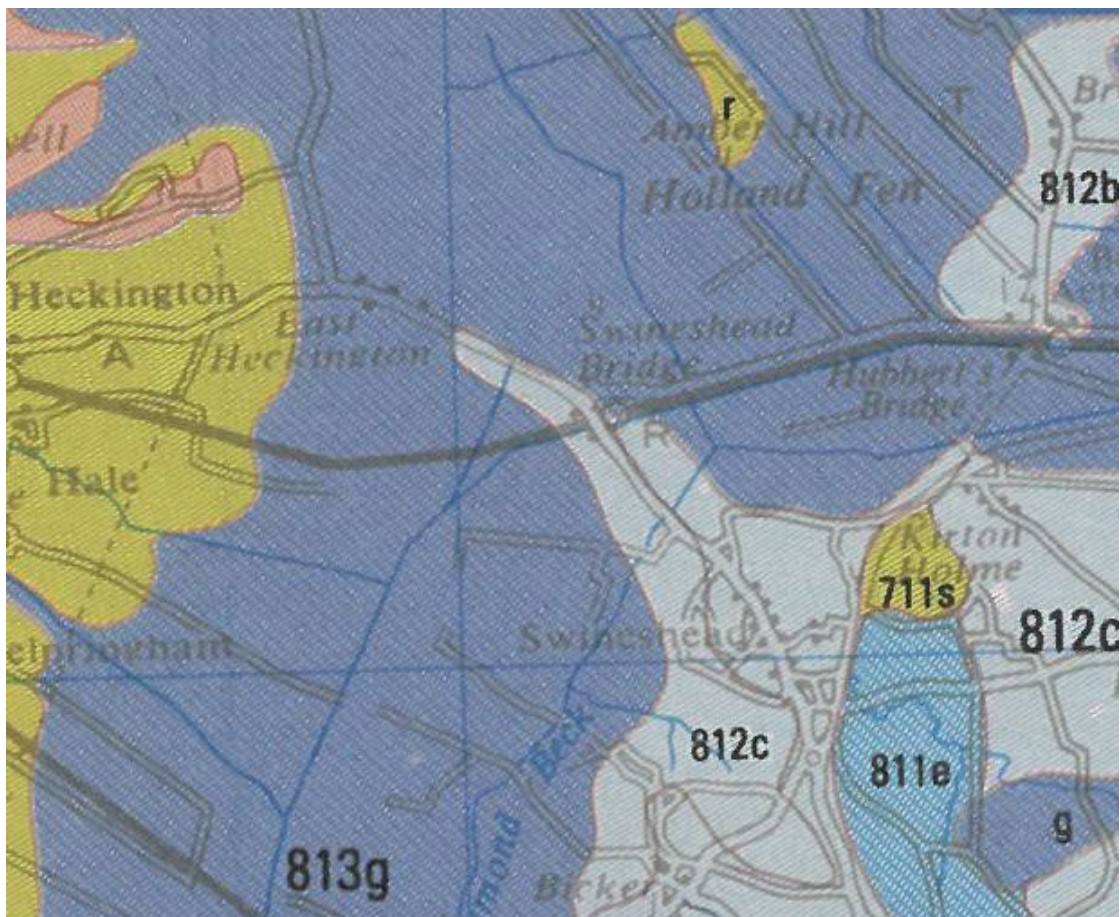 r
T
Amber Hill
Holland Fen
812b
Heckington
East
Heckington
A
Swineshead
Bridge
Hubbert's
Bridge
R
Hale
Kirton
Holme
711s
Swineshead
812c
812c
811e
Beck
g
813g
Bicker